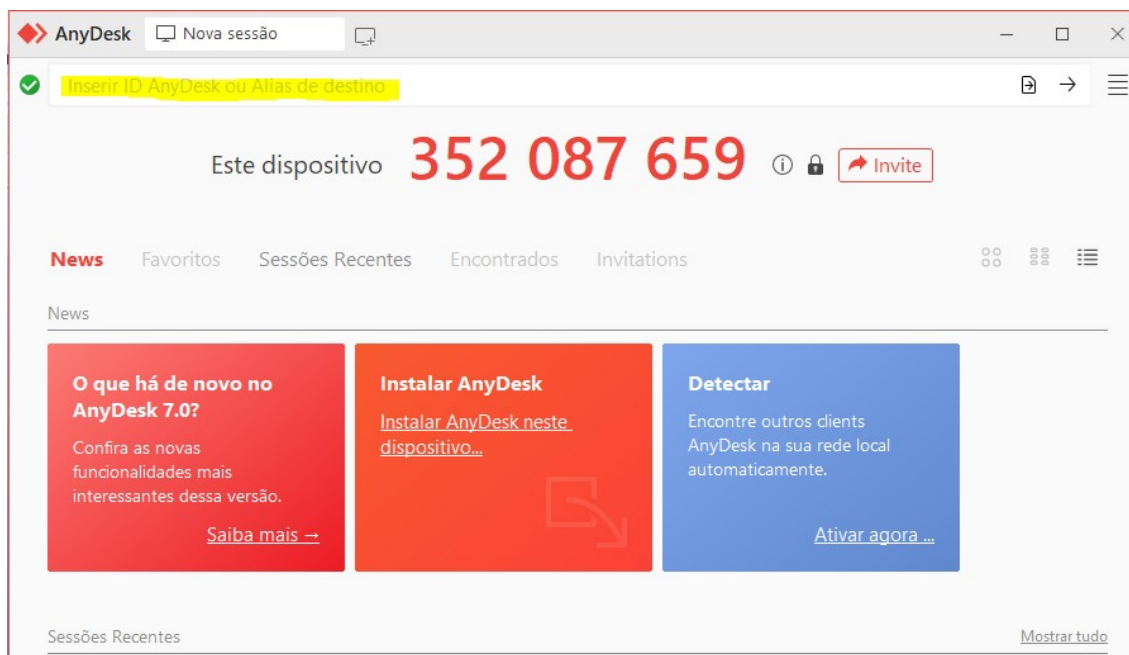 AnyDesk Nova sessão
Inserir ID AnyDesk ou Alias de destino
Este dispositivo 352 087 659 Invite
News Favoritos Sessões Recentes Encontrados Invitations
News
O que há de novo no
AnyDesk 7.0?
Confira as novas
funcionalidades mais
interessantes dessa versão.
Saiba mais →
Instalar AnyDesk
Instalar AnyDesk neste
dispositivo...
Detectar
Encontre outros clients
AnyDesk na sua rede local
automaticamente.
Ativar agora ...
Sessões Recentes Mostrar tudo